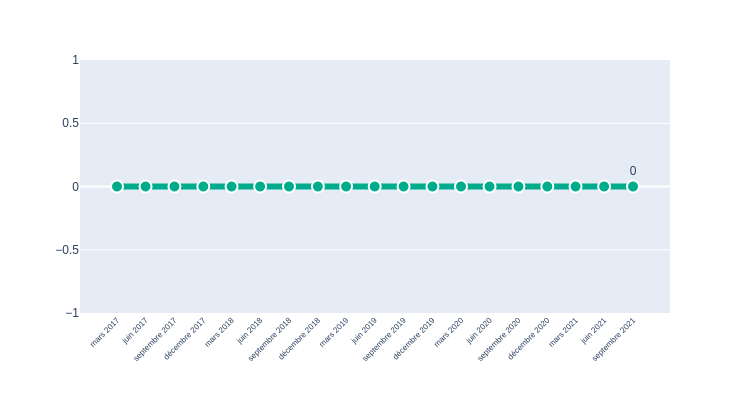 1
0.5
0
−0.5
−1
0
mars 2017
juin 2017
septembre 2017
décembre 2017
mars 2018
juin 2018
septembre 2018
décembre 2018
mars 2019
juin 2019
septembre 2019
décembre 2019
mars 2020
juin 2020
septembre 2020
décembre 2020
mars 2021
juin 2021
septembre 2021